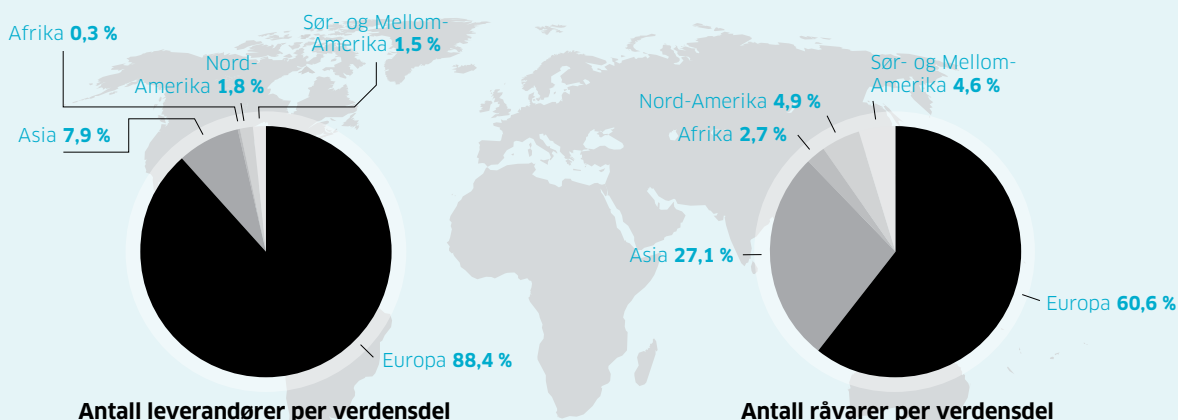 Afrika 0,3 %
Sør- og Mellom-
Amerika 1,5 %
Nord-
Amerika 1,8 %
Asia 7,9 %
Europa 88,4 %
Antall leverandører per verdensdel
Sør- og Mellom-
Amerika 4,6 %
Nord-Amerika 4,9 %
Afrika 2,7 %
Asia 27,1 %
Europa 60,6 %
Antall råvarer per verdensdel